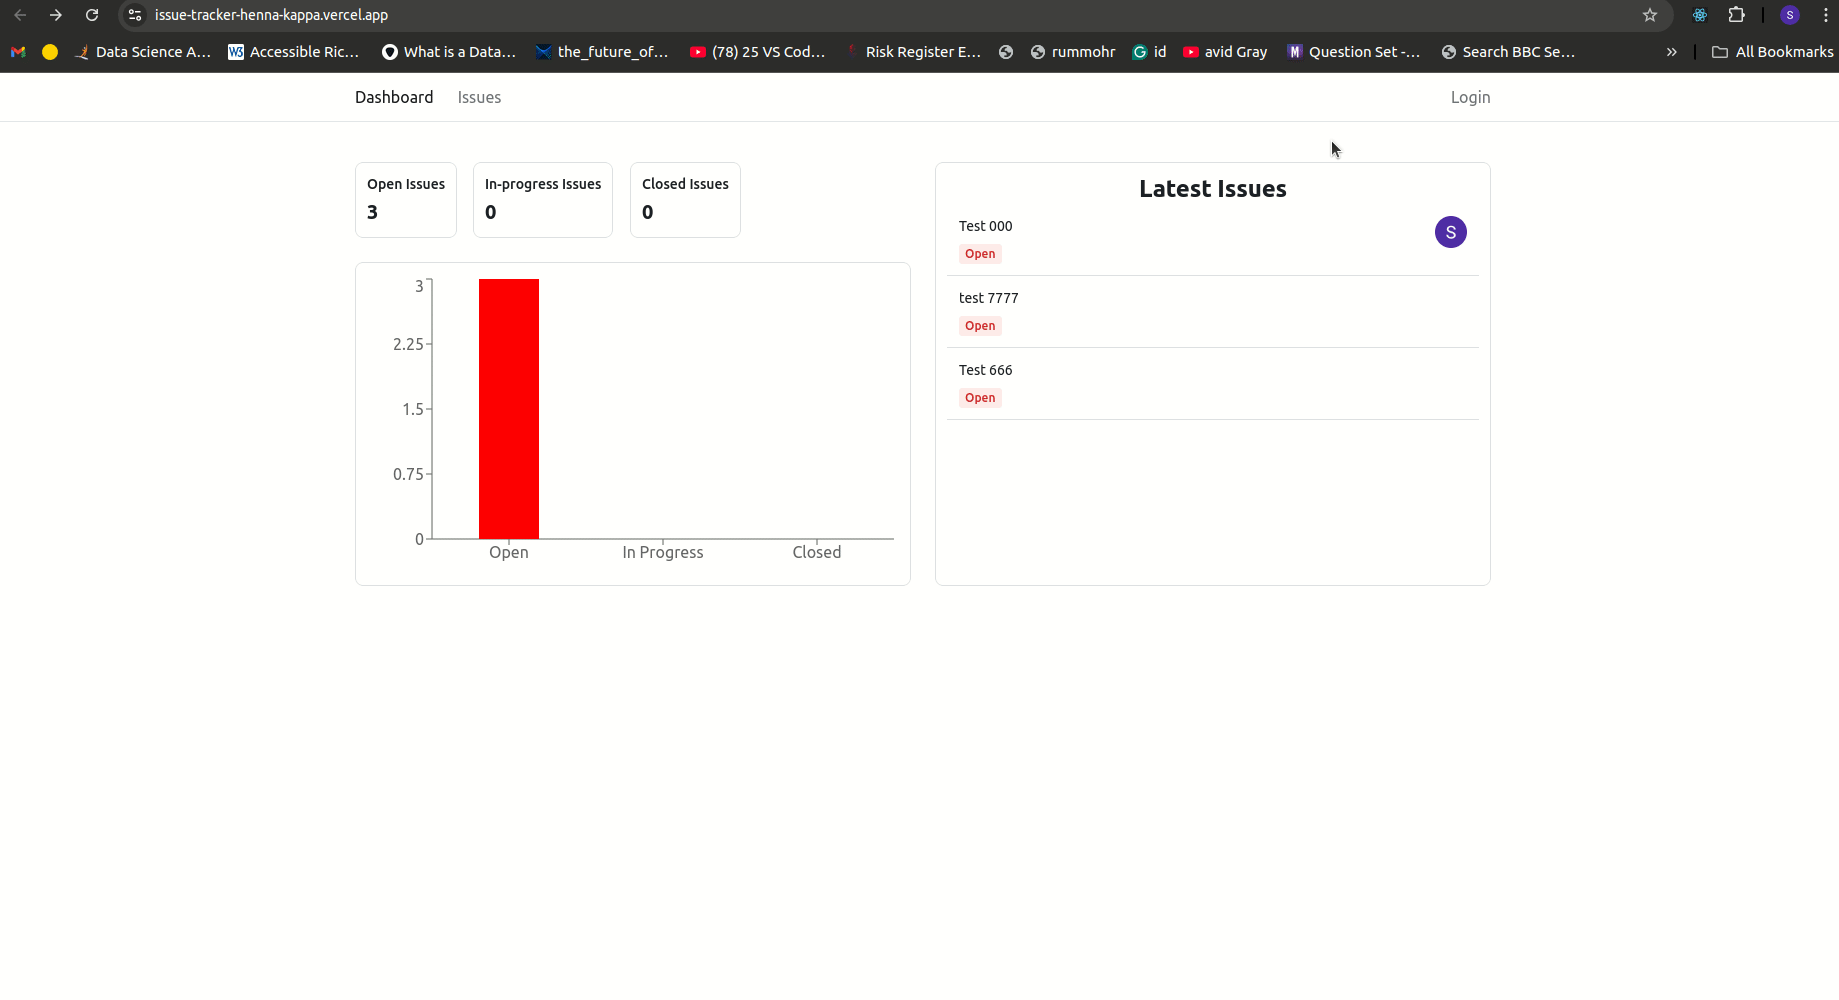 issue-tracker-henna-kappa.vercel.app
S
Data Science A... W3 Accessible Ric... What is a Data... the_future_of... (78) 25 VS Cod... Risk Register E... rummohr G id avid Gray M Question Set -... Search BBC Se... » All Bookmarks
Dashboard Issues Login
Open Issues
3
In-progress Issues
0
Closed Issues
0
3
2.25
1.5
0.75
0
Open In Progress Closed
Latest Issues
Test 000
S
Open
test 7777
Open
Test 666
Open